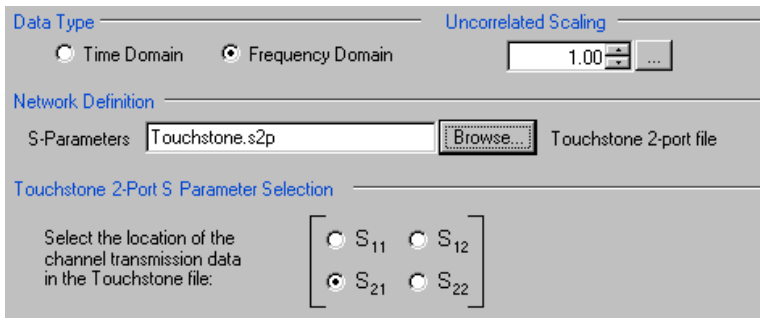 Data Type
Uncorrelated Scaling
Time Domain
Frequency Domain
1.00
...
Network Definition
S-Parameters
Touchstone.s2p
Browse...
Touchstone 2-port file
Touchstone 2-Port S Parameter Selection
Select the location of the
channel transmission data
in the Touchstone file:
S11 S12
S21 S22